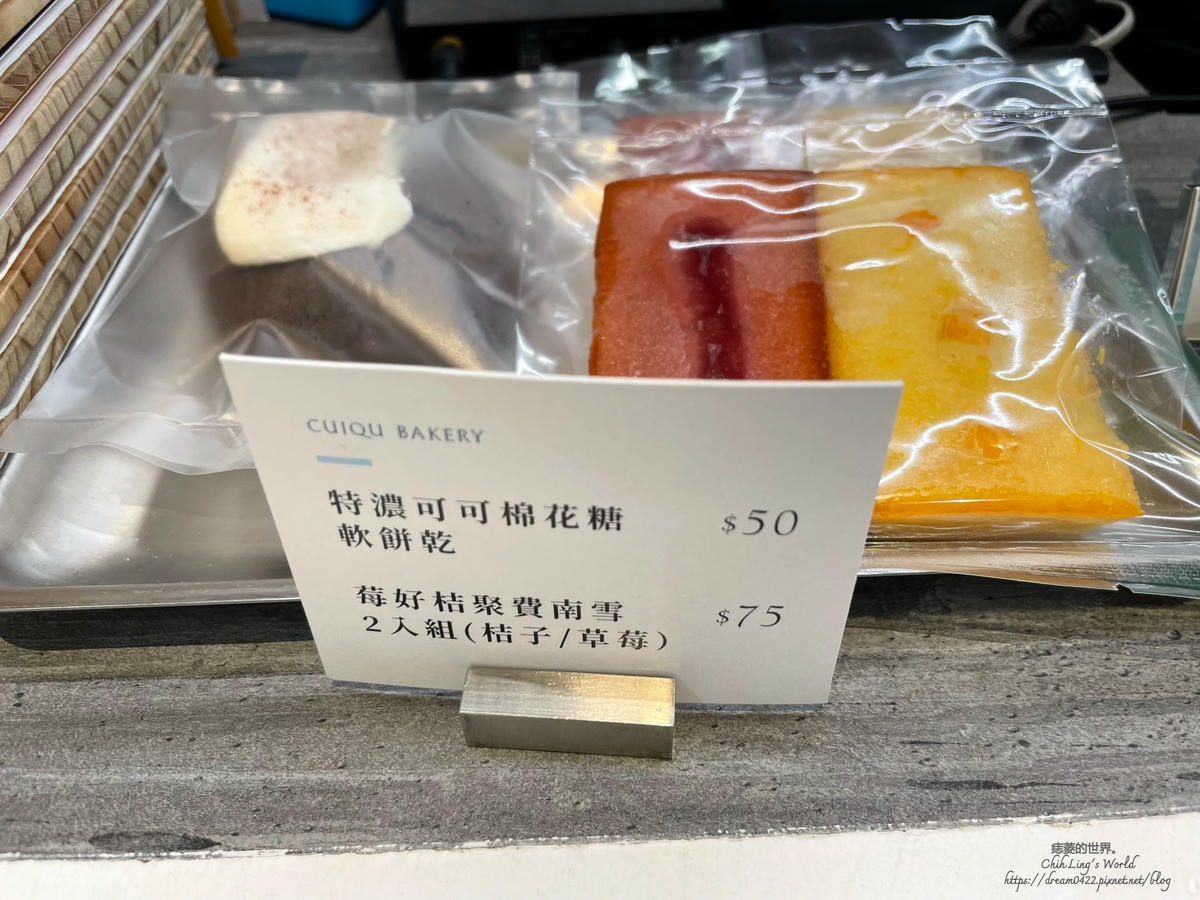 CUIQU BAKERY
特濃可可棉花糖 $50
軟餅乾
莓好桔聚費南雪 $75
2入組(桔子/草莓)
痞菱的世界。
ChihLing's World
https://dream0422.pixnet.net/blog